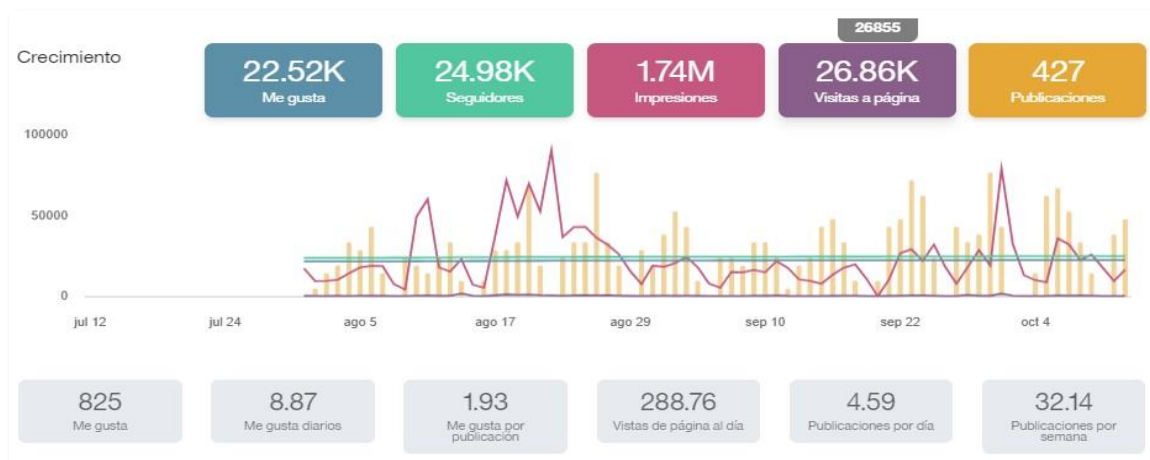 26855
Crecimiento
22.52K
Me gusta
24.98K
Seguidores
1.74M
Impresiones
26.86K
Visitas a página
427
Publicaciones
100000
50000
0
jul 12
jul 24
ago 5
ago 17
ago 29
sep 10
sep 22
oct 4
825
Me gusta
8.87
Me gusta diarios
1.93
Me gusta por
publicación
288.76
Vistas de página al día
4.59
Publicaciones por día
32.14
Publicaciones por
semana